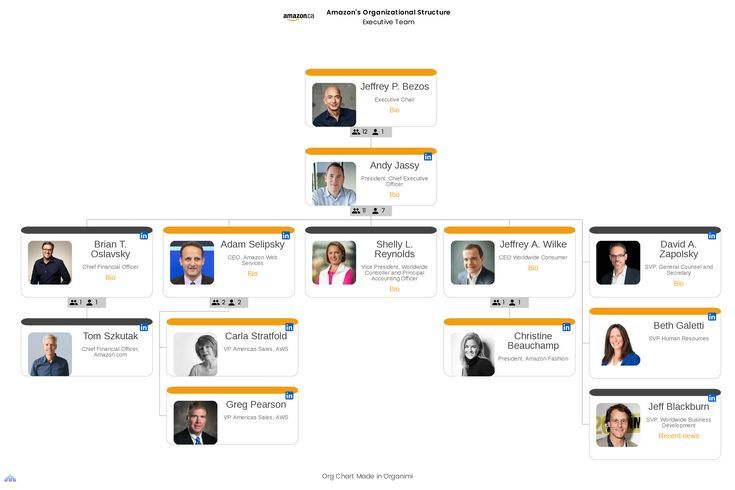 amazon.ca
Amazon's Organizational Structure
Executive Team
Jeffrey P. Bezos
Executive Chair
Bio
12 1
Andy Jassy
President, Chief Executive
Officer
Bio
11 7
Brian T.
Oslavsky
Chief Financial Officer
Bio
1 1
Adam Selipsky
CEO, Amazon Web
Services
Bio
2 2
Shelly L.
Reynolds
Vice President, Worldwide
Controller and Principal
Accounting Officer
Bio
Jeffrey A. Wilke
CEO Worldwide Consumer
Bio
1 1
David A.
Zapolsky
SVP, General Counsel and
Secretary
Bio
Tom Szkutak
Chief Financial Officer,
Amazon.com
Carla Stratfold
VP Americas Sales, AWS
Christine
Beauchamp
President, Amazon Fashion
Beth Galetti
SVP Human Resources
Greg Pearson
VP Americas Sales, AWS
Jeff Blackburn
SVP, Worldwide Business
Development
Recent news
Org Chart Made in Organimi